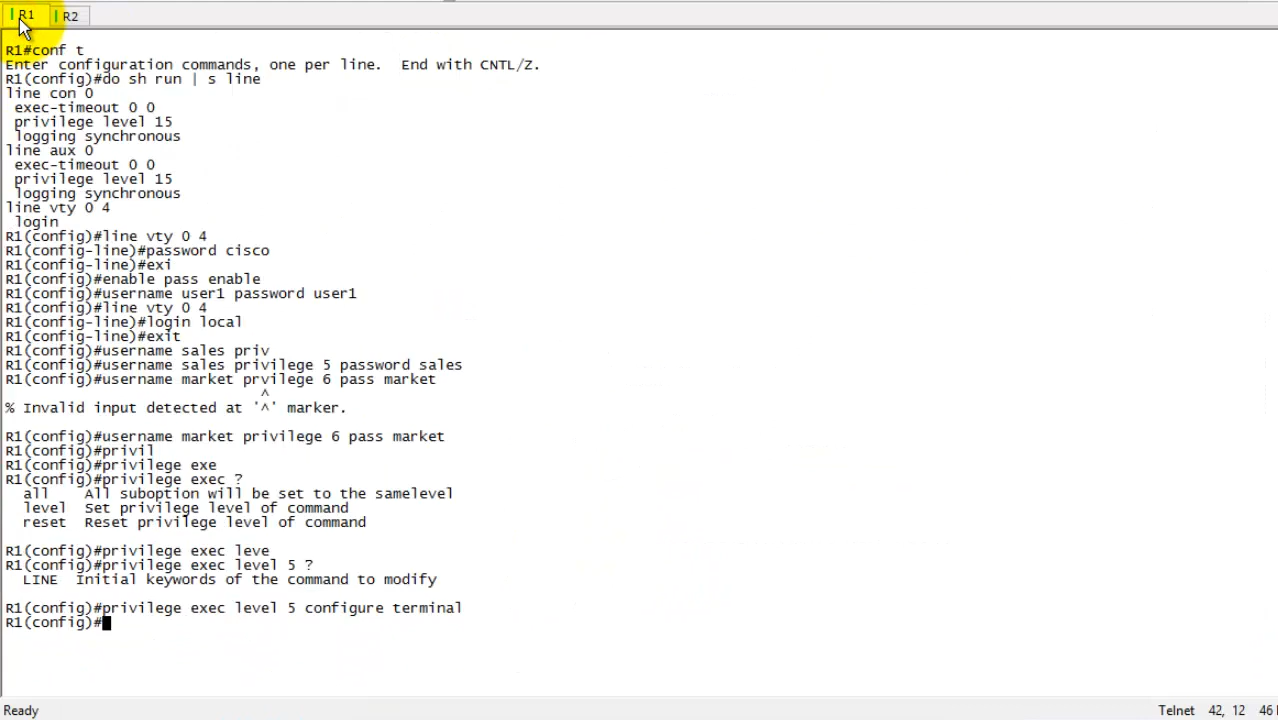 R1 R2
R1#conf t
Enter configuration commands, one per line.  End with CNTL/Z.
R1(config)#do sh run | s line
line con 0
 exec-timeout 0 0
 privilege level 15
 logging synchronous
line aux 0
 exec-timeout 0 0
 privilege level 15
 logging synchronous
line vty 0 4
 login
R1(config)#line vty 0 4
R1(config-line)#password cisco
R1(config-line)#exi
R1(config)#enable pass enable
R1(config)#username user1 password user1
R1(config)#line vty 0 4
R1(config-line)#login local
R1(config-line)#exit
R1(config)#username sales priv
R1(config)#username sales privilege 5 password sales
R1(config)#username market prvilege 6 pass market
^
% Invalid input detected at '^' marker.
R1(config)#username market privilege 6 pass market
R1(config)#privil
R1(config)#privilege exe
R1(config)#privilege exec ?
  all    All suboption will be set to the samelevel
  level  Set privilege level of command
  reset  Reset privilege level of command
R1(config)#privilege exec leve
R1(config)#privilege exec level 5 ?
  LINE  Initial keywords of the command to modify
R1(config)#privilege exec level 5 configure terminal
R1(config)#
Ready Telnet 42, 12 46